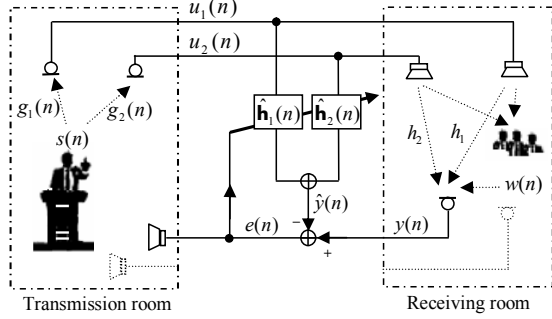 u₁(n)
u₂(n)
g₁(n)
g₂(n)
s(n)
ĥ₁(n)
ĥ₂(n)
h₂
h₁
w(n)
ŷ(n)
−
e(n)
y(n)
+
Transmission room
Receiving room